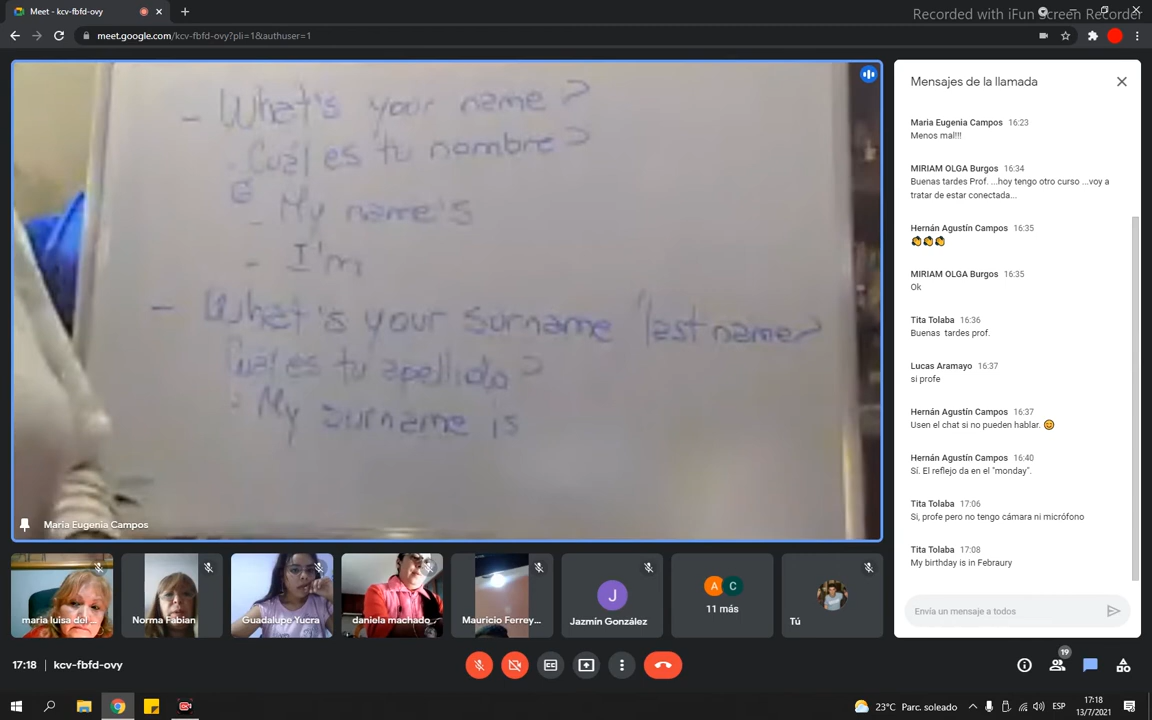 Meet - kcv-fbfd-ovy
Recorded with iFun Screen Recorder
meet.google.com/kcv-fbfd-ovy?pli=1&authuser=1
- What's your name?
Cuál es tu nombre?
- My name's
- I'm
- What's your surname last name?
Cuál es tu apellido?
My surname is
Maria Eugenia Campos
Mensajes de la llamada
Maria Eugenia Campos 16:23
Menos mal!!!
MIRIAM OLGA Burgos 16:34
Buenas tardes Prof. ...hoy tengo otro curso ...voy a
tratar de estar conectada...
Hernán Agustín Campos 16:35
👏👏👏
MIRIAM OLGA Burgos 16:35
Ok
Tita Tolaba 16:36
Buenas tardes prof.
Lucas Aramayo 16:37
si profe
Hernán Agustín Campos 16:37
Usen el chat si no pueden hablar. 😊
Hernán Agustín Campos 16:40
Sí. El reflejo da en el "monday".
Tita Tolaba 17:06
Si, profe pero no tengo cámara ni micrófono
Tita Tolaba 17:08
My birthday is in Febraury
Envía un mensaje a todos
maria luisa del ...
Norma Fabian
Guadalupe Yucra
daniela machado
Mauricio Ferrey...
J
Jazmín González
A C
11 más
Tú
17:18 kcv-fbfd-ovy
19
23°C Parc. soleado
ESP
17:18
13/7/2021